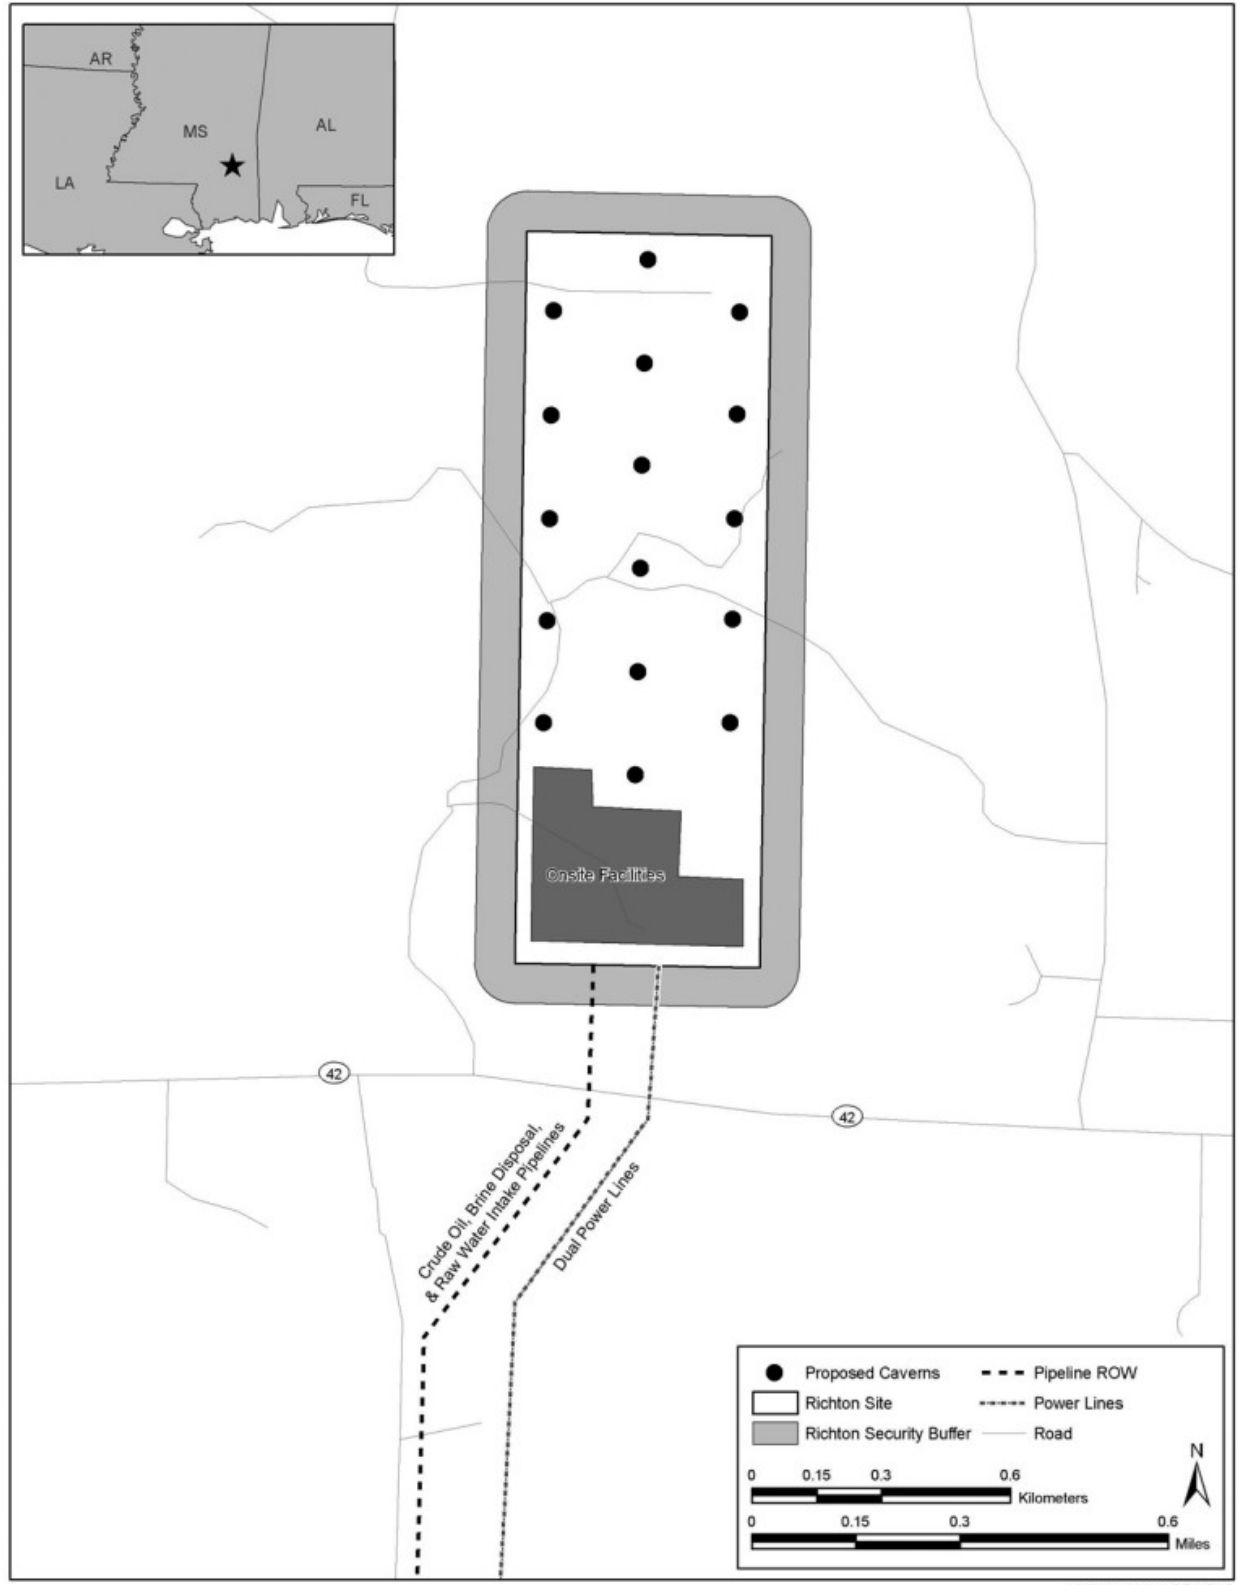 AR
MS
AL
LA
FL
Onsite Facilities
42
42
Crude Oil, Brine Disposal,
& Raw Water Intake Pipelines
Dual Power Lines
Proposed Caverns
Pipeline ROW
Richton Site
Power Lines
Richton Security Buffer
Road
N
0 0.15 0.3 0.6
Kilometers
0 0.15 0.3 0.6
Miles